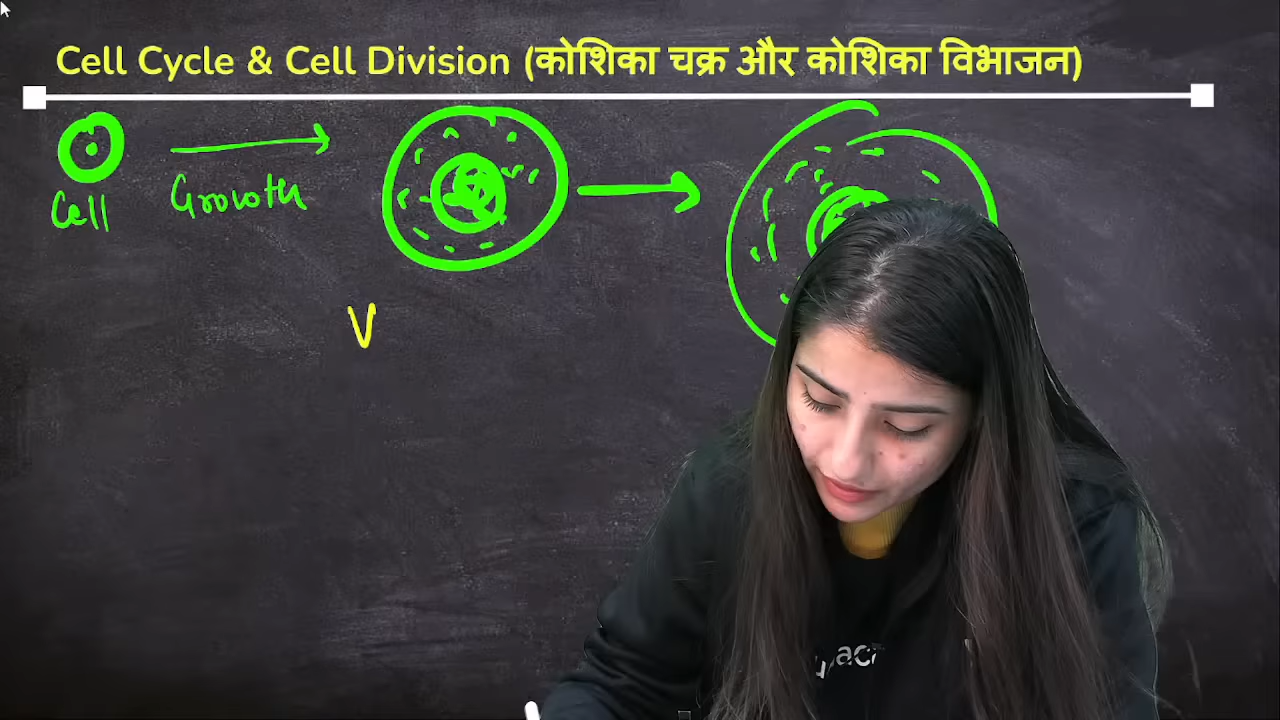 Cell Cycle & Cell Division (कोशिका चक्र और कोशिका विभाजन)
Cell
Growth
V